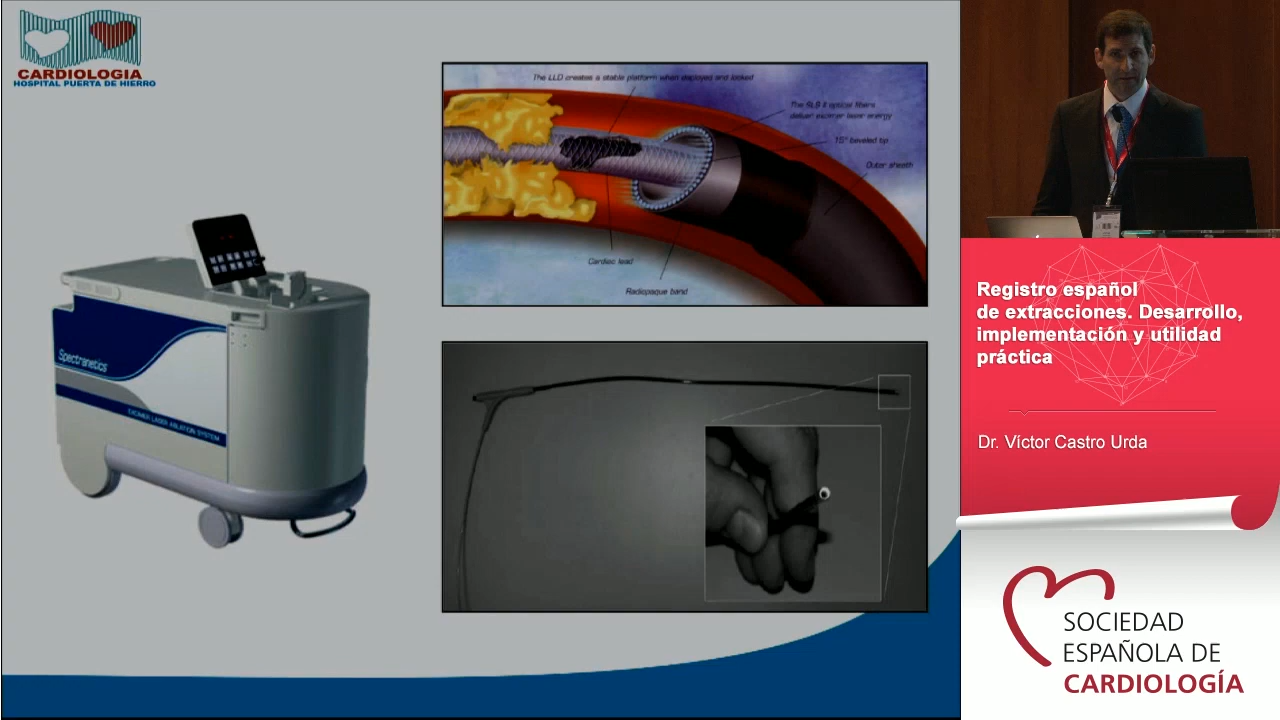 CARDIOLOGIA
HOSPITAL PUERTA DE HIERRO
The LLD creates a stable platform when deployed and locked
The SLS II optical fibers
deliver excimer laser energy
15° beveled tip
Outer sheath
Cardiac lead
Radiopaque band
Spectranetics
EXCIMER LASER ABLATION SYSTEM
Registro español
de extracciones. Desarrollo,
implementación y utilidad
práctica
Dr. Víctor Castro Urda
SOCIEDAD
ESPAÑOLA DE
CARDIOLOGÍA